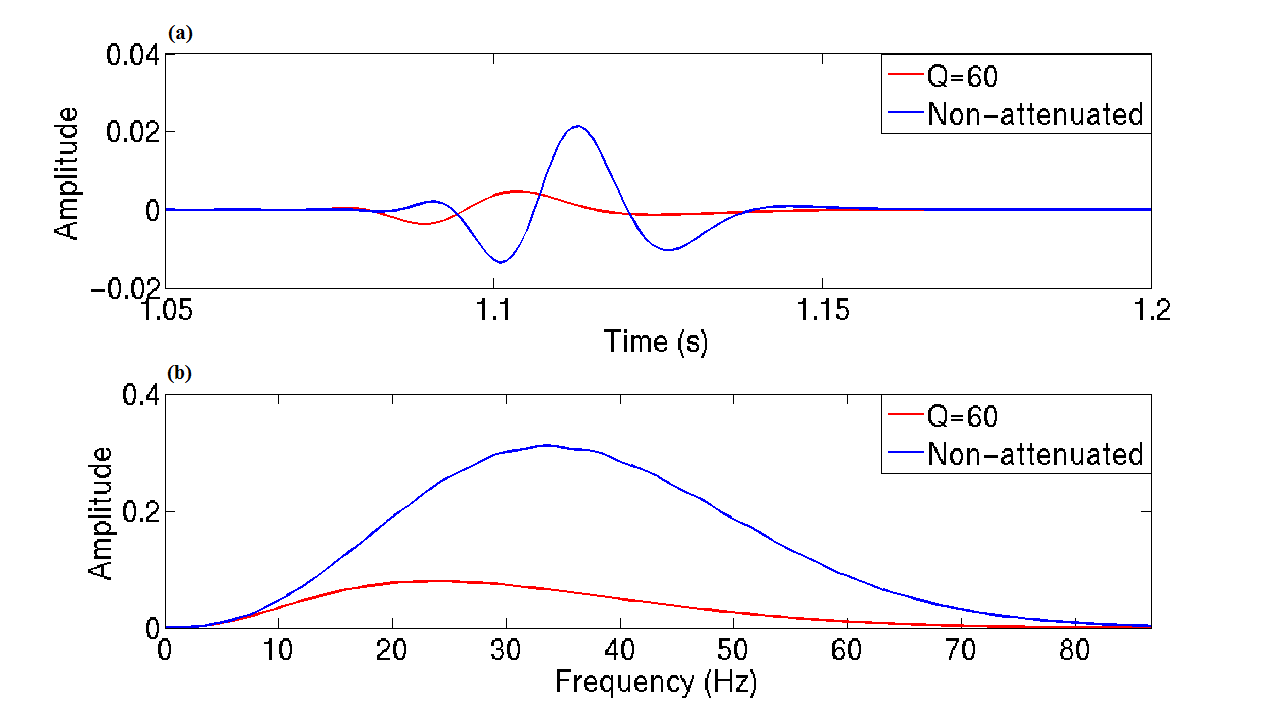 (a)
0.04
0.02
0
−0.02
Amplitude
Q=60
Non−attenuated
1.05 1.1 1.15 1.2
Time (s)
(b)
0.4
0.2
0
Amplitude
Q=60
Non−attenuated
0 10 20 30 40 50 60 70 80
Frequency (Hz)